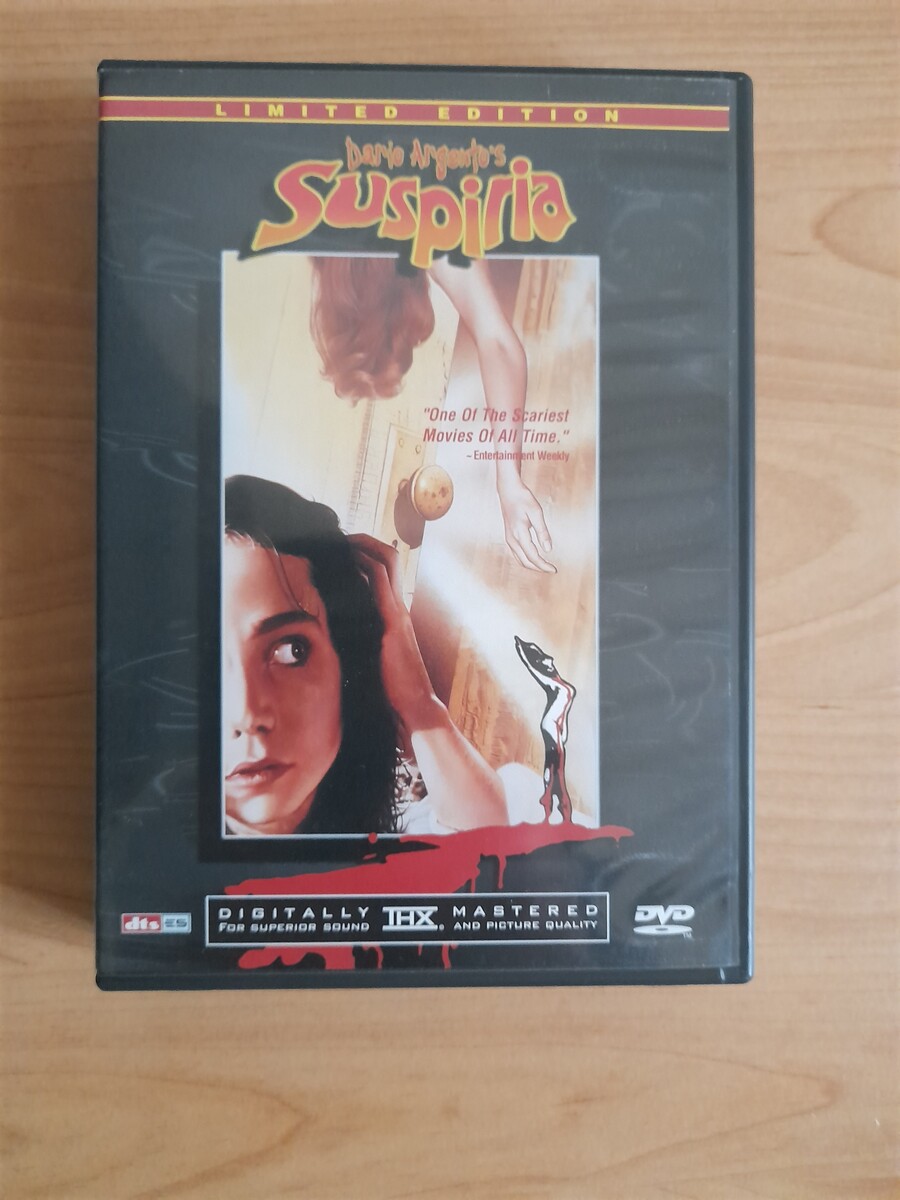 LIMITED EDITION
Dario Argento's
Suspiria
"One Of The Scariest
Movies Of All Time."
~ Entertainment Weekly
dts ES
DIGITALLY THX MASTERED
FOR SUPERIOR SOUND AND PICTURE QUALITY
DVD